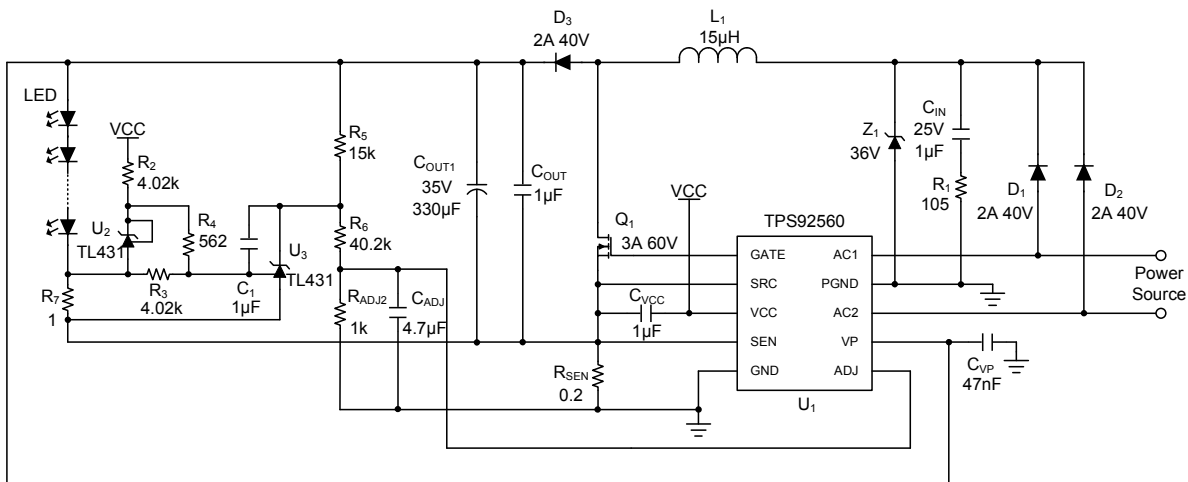 D3
2A 40V
L1
15µH
LED
VCC
R2
4.02k
R5
15k
COUT1
35V
330µF
COUT
1µF
Z1
36V
CIN
25V
1µF
R1
105
D1
2A 40V
D2
2A 40V
U2
TL431
R4
562
U3
TL431
R6
40.2k
Q1
3A 60V
VCC
TPS92560
R7
1
R3
4.02k
C1
1µF
RADJ2
1k
CADJ
4.7µF
CVCC
1µF
GATE
SRC
VCC
SEN
GND
AC1
PGND
AC2
VP
ADJ
U1
Power
Source
RSEN
0.2
CVP
47nF